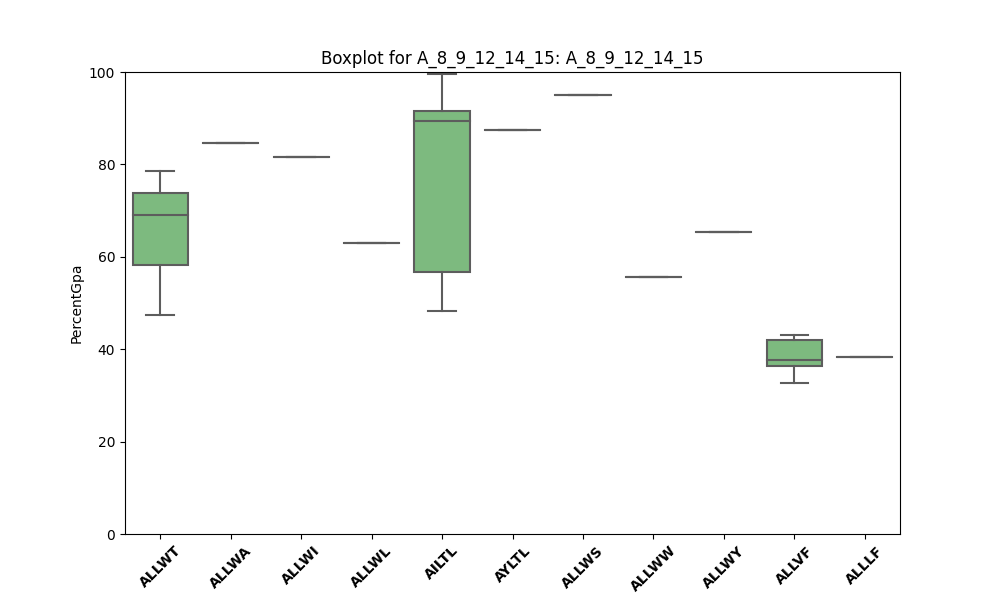 Boxplot for A_8_9_12_14_15: A_8_9_12_14_15
PercentGpa
100
80
60
40
20
0
ALLWT
ALLWA
ALLWI
ALLWL
AILTL
AYLTL
ALLWS
ALLWW
ALLWY
ALLVF
ALLLF